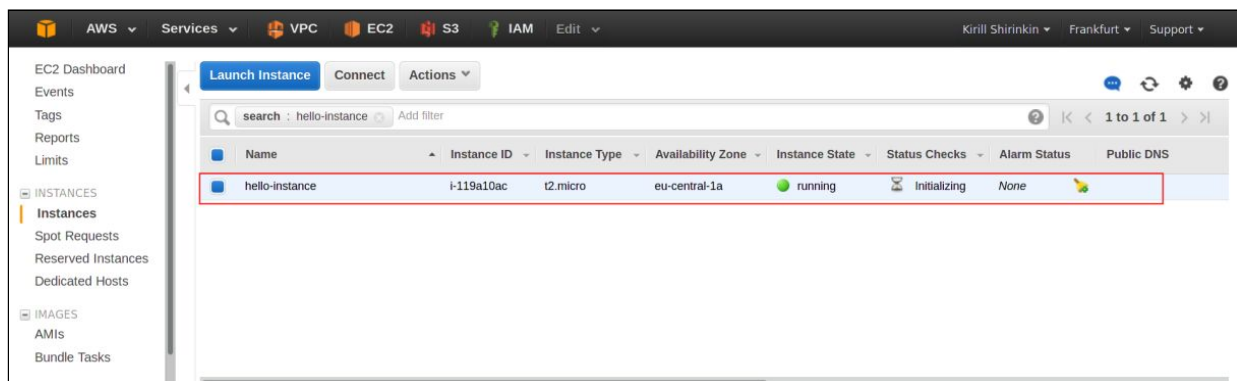 AWS Services VPC EC2 S3 IAM Edit Kirill Shirinkin Frankfurt Support
EC2 Dashboard
Events
Tags
Reports
Limits
INSTANCES
Instances
Spot Requests
Reserved Instances
Dedicated Hosts
IMAGES
AMIs
Bundle Tasks
Launch Instance Connect Actions
search : hello-instance Add filter 1 to 1 of 1
Name Instance ID Instance Type Availability Zone Instance State Status Checks Alarm Status Public DNS
hello-instance i-119a10ac t2.micro eu-central-1a running Initializing None